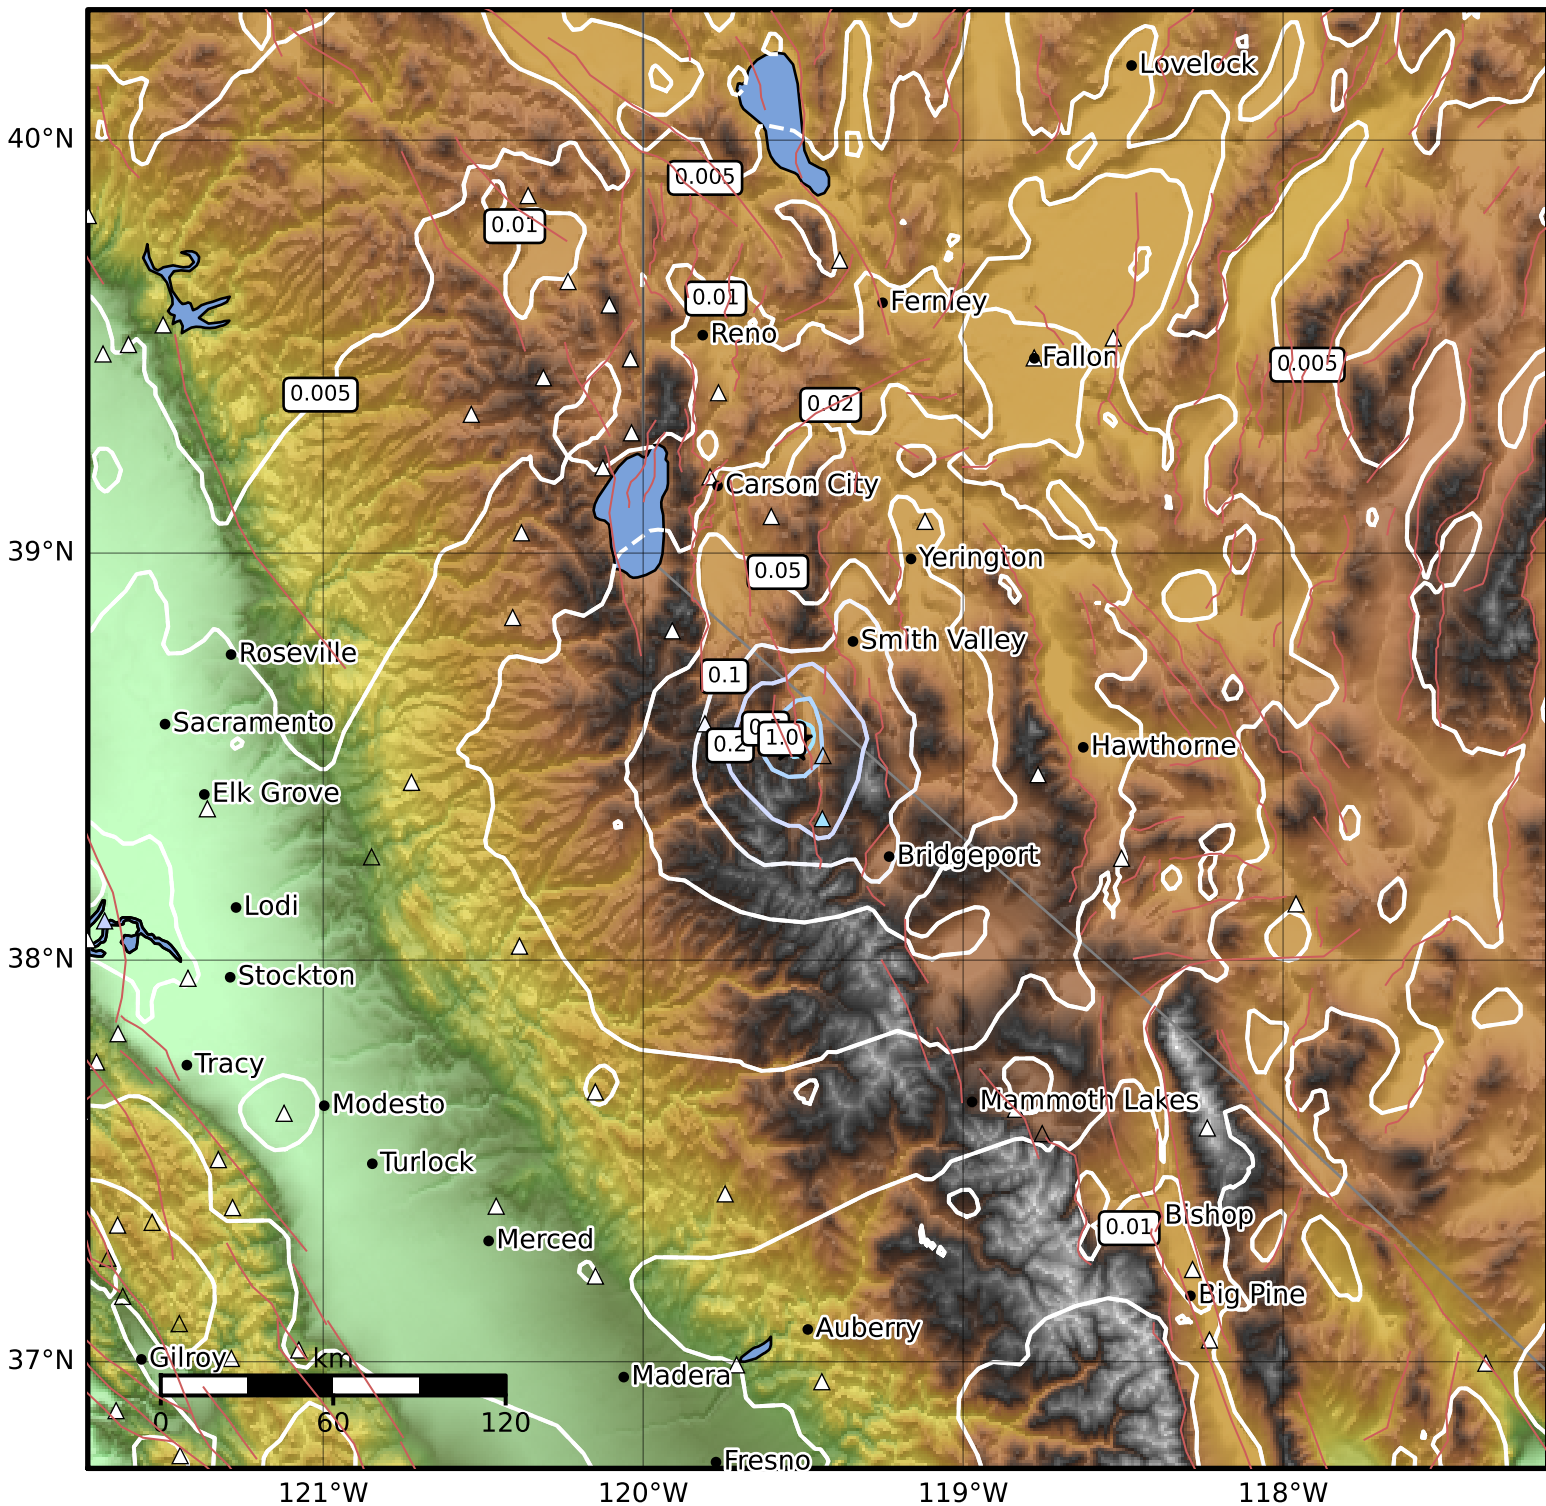 Lovelock
40°N
0.005
0.01
0.01
Fernley
Reno
Fallon
0.005
0.005
0.02
Carson City
39°N
Yerington
0.05
Smith Valley
Roseville
0.1
Sacramento
0.2
1.0
Hawthorne
Elk Grove
Bridgeport
Lodi
38°N
Stockton
Tracy
Mammoth Lakes
Modesto
Turlock
Bishop
0.01
Merced
Big Pine
Auberry
37°N
Gilroy
km
Madera
0
60
120
Fresno
121°W
120°W
119°W
118°W